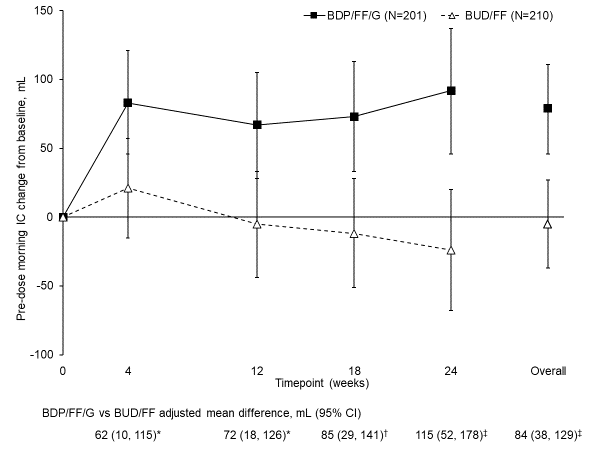 150
BDP/FF/G (N=201) BUD/FF (N=210)
100
50
0
-50
-100
Pre-dose morning IC change from baseline, mL
0 4 12 18 24 Overall
Timepoint (weeks)
BDP/FF/G vs BUD/FF adjusted mean difference, mL (95% CI)
62 (10, 115)* 72 (18, 126)* 85 (29, 141)† 115 (52, 178)‡ 84 (38, 129)‡